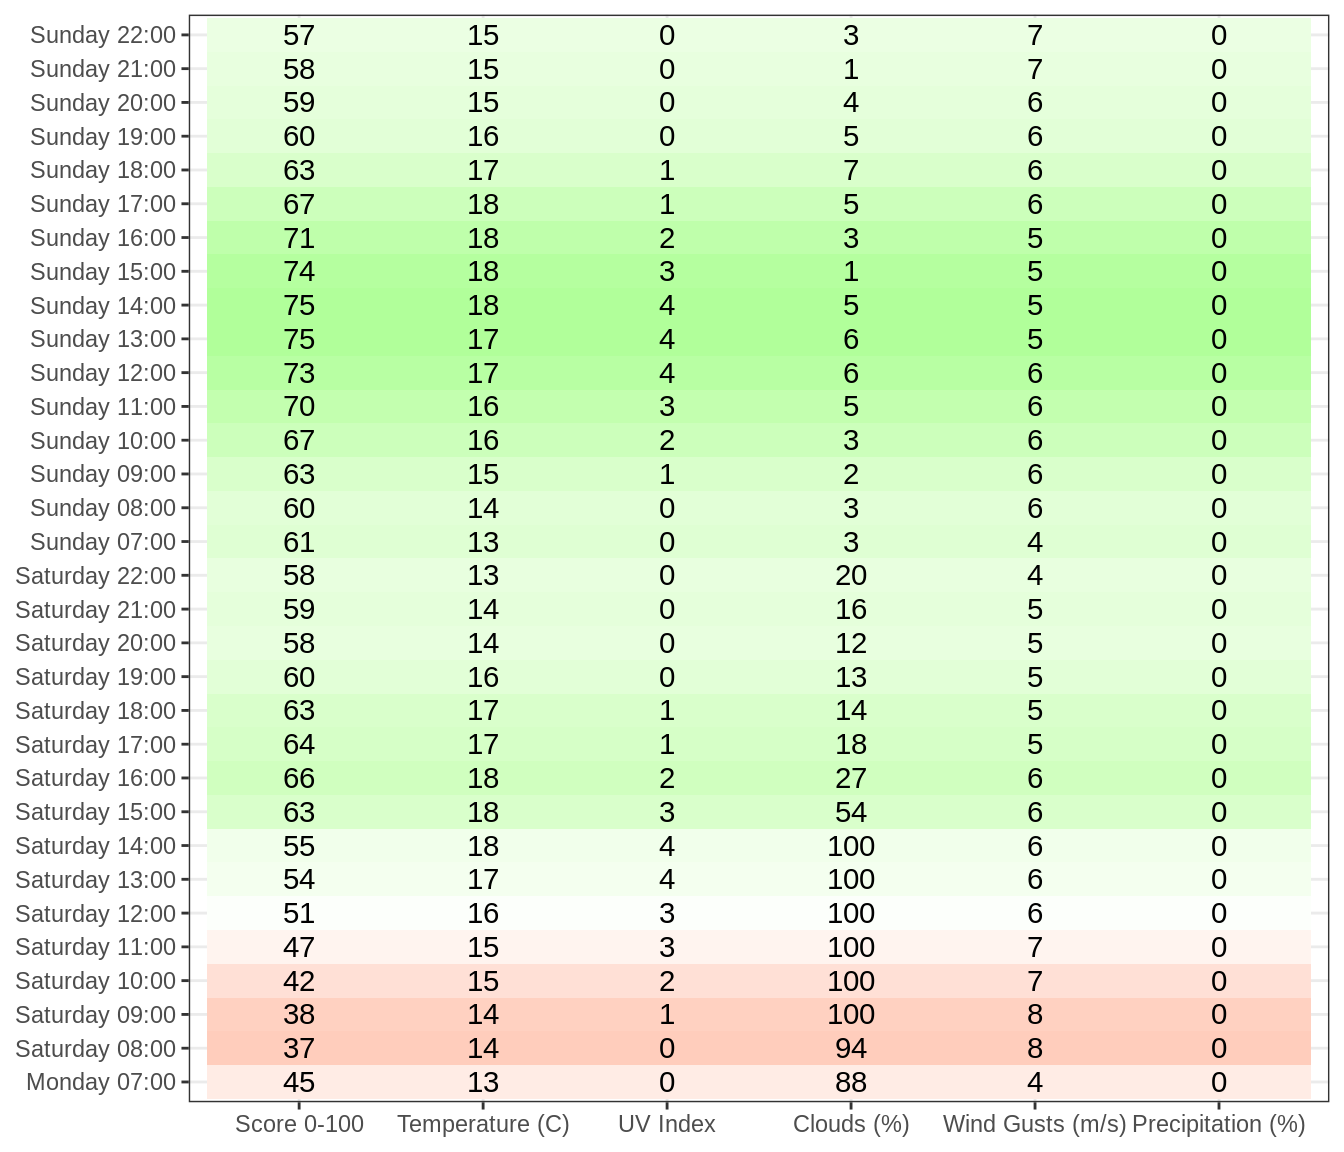 Sunday 22:00 57 15 0 3 7 0
Sunday 21:00 58 15 0 1 7 0
Sunday 20:00 59 15 0 4 6 0
Sunday 19:00 60 16 0 5 6 0
Sunday 18:00 63 17 1 7 6 0
Sunday 17:00 67 18 1 5 6 0
Sunday 16:00 71 18 2 3 5 0
Sunday 15:00 74 18 3 1 5 0
Sunday 14:00 75 18 4 5 5 0
Sunday 13:00 75 17 4 6 5 0
Sunday 12:00 73 17 4 6 6 0
Sunday 11:00 70 16 3 5 6 0
Sunday 10:00 67 16 2 3 6 0
Sunday 09:00 63 15 1 2 6 0
Sunday 08:00 60 14 0 3 6 0
Sunday 07:00 61 13 0 3 4 0
Saturday 22:00 58 13 0 20 4 0
Saturday 21:00 59 14 0 16 5 0
Saturday 20:00 58 14 0 12 5 0
Saturday 19:00 60 16 0 13 5 0
Saturday 18:00 63 17 1 14 5 0
Saturday 17:00 64 17 1 18 5 0
Saturday 16:00 66 18 2 27 6 0
Saturday 15:00 63 18 3 54 6 0
Saturday 14:00 55 18 4 100 6 0
Saturday 13:00 54 17 4 100 6 0
Saturday 12:00 51 16 3 100 6 0
Saturday 11:00 47 15 3 100 7 0
Saturday 10:00 42 15 2 100 7 0
Saturday 09:00 38 14 1 100 8 0
Saturday 08:00 37 14 0 94 8 0
Monday 07:00 45 13 0 88 4 0
Score 0-100 Temperature (C) UV Index Clouds (%) Wind Gusts (m/s) Precipitation (%)